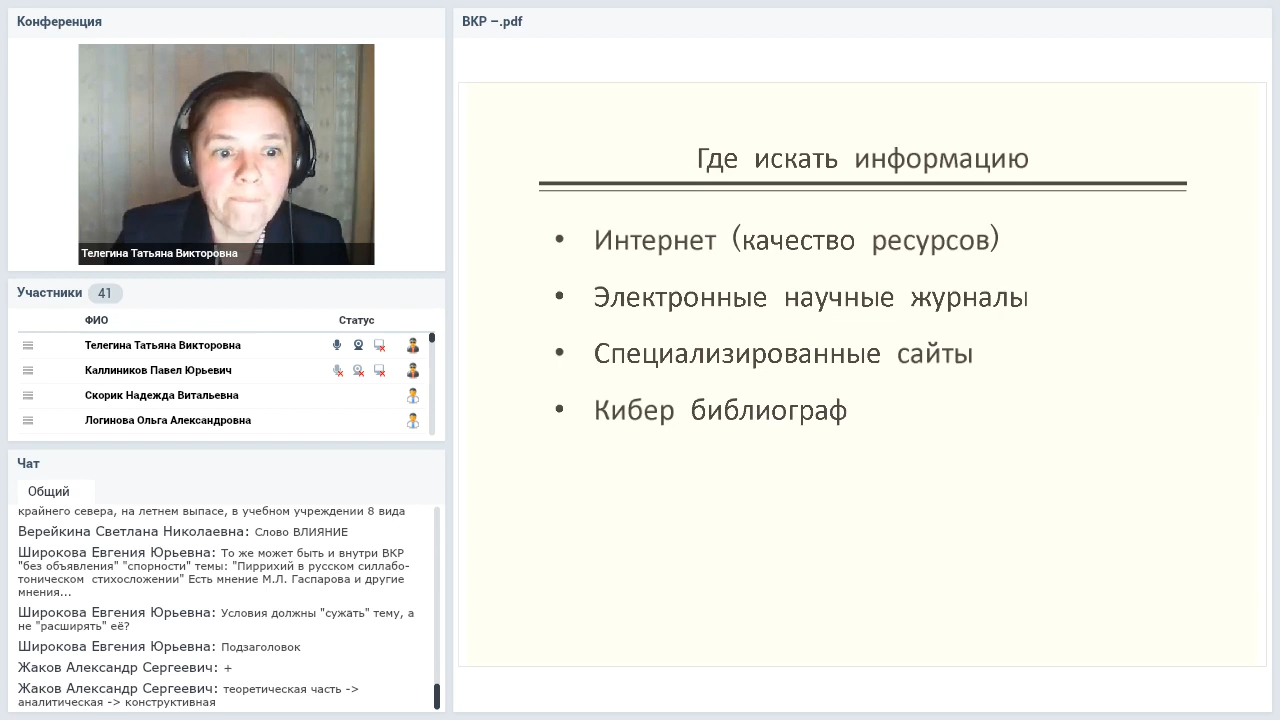 Конференция
Телегина Татьяна Викторовна
Участники 41
ФИО Статус
Телегина Татьяна Викторовна
Каллиников Павел Юрьевич
Скорик Надежда Витальевна
Логинова Ольга Александровна
Чат
Общий
крайнего севера, на летнем выпасе, в учебном учреждении 8 вида
Верейкина Светлана Николаевна: Слово ВЛИЯНИЕ
Широкова Евгения Юрьевна: То же может быть и внутри ВКР
"без объявления" "спорности" темы: "Пиррихий в русском силлабо-
тоническом стихосложении" Есть мнение М.Л. Гаспарова и другие
мнения...
Широкова Евгения Юрьевна: Условия должны "сужать" тему, а
не "расширять" её?
Широкова Евгения Юрьевна: Подзаголовок
Жаков Александр Сергеевич: +
Жаков Александр Сергеевич: теоретическая часть ->
аналитическая -> конструктивная
ВКР –.pdf
Где искать информацию
• Интернет (качество ресурсов)
• Электронные научные журналы
• Специализированные сайты
• Кибер библиограф